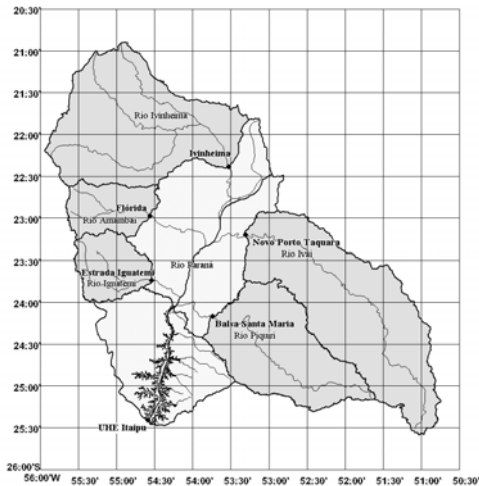 20:30'
21:00'
21:30'
Rio Ivinheima
22:00'
Ivinheima
22:30'
Flórida
23:00'
Rio Amambai
Novo Porto Taquara
Rio Ivaí
Rio Paraná
23:30'
Estrada Iguatemi
Rio Iguatemi
24:00'
Balsa Santa Maria
Rio Piquiri
24:30'
25:00'
UHE Itaipu
25:30'
26:00'S
56:00'W 55:30' 55:00' 54:30' 54:00' 53:30' 53:00' 52:30' 52:00' 51:30' 51:00' 50:30'